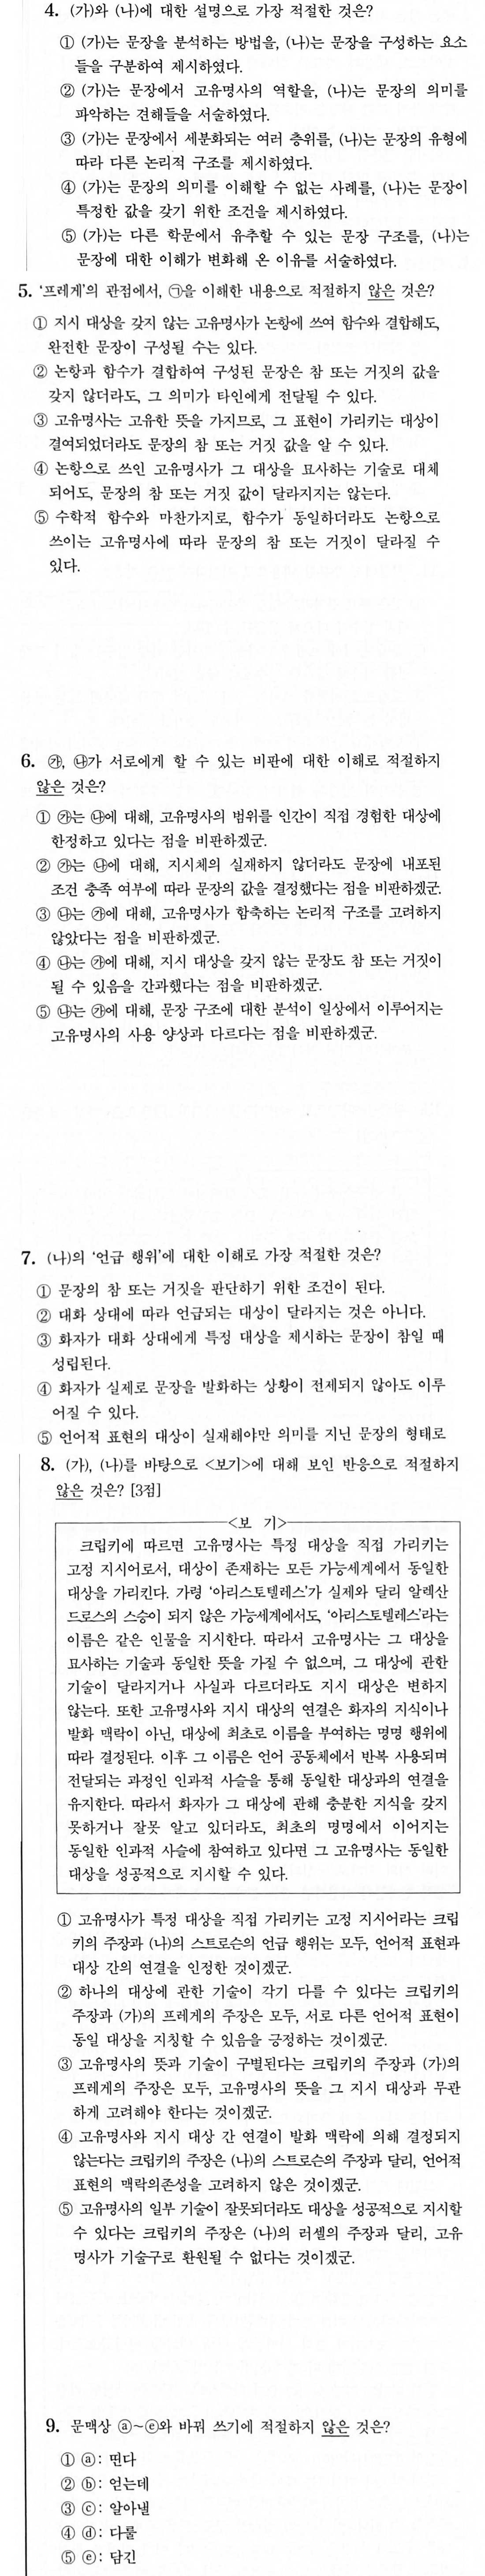 4. (가)와 (나)에 대한 설명으로 가장 적절한 것은?
① (가)는 문장을 분석하는 방법을, (나)는 문장을 구성하는 요소
들을 구분하여 제시하였다.
② (가)는 문장에서 고유명사의 역할을, (나)는 문장의 의미를
파악하는 견해들을 서술하였다.
③ (가)는 문장에서 세분화되는 여러 층위를, (나)는 문장의 유형에
따라 다른 논리적 구조를 제시하였다.
④ (가)는 문장의 의미를 이해할 수 없는 사례를, (나)는 문장이
특정한 값을 갖기 위한 조건을 제시하였다.
⑤ (가)는 다른 학문에서 유추할 수 있는 문장 구조를, (나)는
문장에 대한 이해가 변화해 온 이유를 서술하였다.
5. ‘프레게’의 관점에서, ㉠을 이해한 내용으로 적절하지 않은 것은?
① 지시 대상을 갖지 않는 고유명사가 논항에 쓰여 함수와 결합해도,
완전한 문장이 구성될 수는 있다.
② 논항과 함수가 결합하여 구성된 문장은 참 또는 거짓의 값을
갖지 않더라도, 그 의미가 타인에게 전달될 수 있다.
③ 고유명사는 고유한 뜻을 가지므로, 그 표현이 가리키는 대상이
결여되었더라도 문장의 참 또는 거짓 값을 알 수 있다.
④ 논항으로 쓰인 고유명사가 그 대상을 묘사하는 기술로 대체
되어도, 문장의 참 또는 거짓 값이 달라지지는 않는다.
⑤ 수학적 함수와 마찬가지로, 함수가 동일하더라도 논항으로
쓰이는 고유명사에 따라 문장의 참 또는 거짓이 달라질 수
있다.
6. ㉮, ㉯가 서로에게 할 수 있는 비판에 대한 이해로 적절하지
않은 것은?
① ㉮는 ㉯에 대해, 고유명사의 범위를 인간이 직접 경험한 대상에
한정하고 있다는 점을 비판하겠군.
② ㉮는 ㉯에 대해, 지시체의 실재하지 않더라도 문장에 내포된
조건 충족 여부에 따라 문장의 값을 결정했다는 점을 비판하겠군.
③ ㉯는 ㉮에 대해, 고유명사가 함축하는 논리적 구조를 고려하지
않았다는 점을 비판하겠군.
④ ㉯는 ㉮에 대해, 지시 대상을 갖지 않는 문장도 참 또는 거짓이
될 수 있음을 간과했다는 점을 비판하겠군.
⑤ ㉯는 ㉮에 대해, 문장 구조에 대한 분석이 일상에서 이루어지는
고유명사의 사용 양상과 다르다는 점을 비판하겠군.
7. (나)의 ‘언급 행위’에 대한 이해로 가장 적절한 것은?
① 문장의 참 또는 거짓을 판단하기 위한 조건이 된다.
② 대화 상대에 따라 언급되는 대상이 달라지는 것은 아니다.
③ 화자가 대화 상대에게 특정 대상을 제시하는 문장이 참일 때
성립된다.
④ 화자가 실제로 문장을 발화하는 상황이 전제되지 않아도 이루
어질 수 있다.
⑤ 언어적 표현의 대상이 실재해야만 의미를 지닌 문장의 형태로
8. (가), (나)를 바탕으로 <보기>에 대해 보인 반응으로 적절하지
않은 것은? [3점]
<보 기>
크립키에 따르면 고유명사는 특정 대상을 직접 가리키는
고정 지시어로서, 대상이 존재하는 모든 가능세계에서 동일한
대상을 가리킨다. 가령 ‘아리스토텔레스’가 실제와 달리 알렉산
드로스의 스승이 되지 않은 가능세계에서도, ‘아리스토텔레스’라는
이름은 같은 인물을 지시한다. 따라서 고유명사는 그 대상을
묘사하는 기술과 동일한 뜻을 가질 수 없으며, 그 대상에 관한
기술이 달라지거나 사실과 다르더라도 지시 대상은 변하지
않는다. 또한 고유명사와 지시 대상의 연결은 화자의 지식이나
발화 맥락이 아닌, 대상에 최초로 이름을 부여하는 명명 행위에
따라 결정된다. 이후 그 이름은 언어 공동체에서 반복 사용되며
전달되는 과정인 인과적 사슬을 통해 동일한 대상과의 연결을
유지한다. 따라서 화자가 그 대상에 관해 충분한 지식을 갖지
못하거나 잘못 알고 있더라도, 최초의 명명에서 이어지는
동일한 인과적 사슬에 참여하고 있다면 그 고유명사는 동일한
대상을 성공적으로 지시할 수 있다.
① 고유명사가 특정 대상을 직접 가리키는 고정 지시어라는 크립
키의 주장과 (나)의 스트로슨의 언급 행위는 모두, 언어적 표현과
대상 간의 연결을 인정한 것이겠군.
② 하나의 대상에 관한 기술이 각기 다를 수 있다는 크립키의
주장과 (가)의 프레게의 주장은 모두, 서로 다른 언어적 표현이
동일 대상을 지칭할 수 있음을 긍정하는 것이겠군.
③ 고유명사의 뜻과 기술이 구별된다는 크립키의 주장과 (가)의
프레게의 주장은 모두, 고유명사의 뜻을 그 지시 대상과 무관
하게 고려해야 한다는 것이겠군.
④ 고유명사와 지시 대상 간 연결이 발화 맥락에 의해 결정되지
않는다는 크립키의 주장은 (나)의 스트로슨의 주장과 달리, 언어적
표현의 맥락의존성을 고려하지 않은 것이겠군.
⑤ 고유명사의 일부 기술이 잘못되더라도 대상을 성공적으로 지시할
수 있다는 크립키의 주장은 (나)의 러셀의 주장과 달리, 고유
명사가 기술구로 환원될 수 없다는 것이겠군.
9. 문맥상 ⓐ~ⓔ와 바꿔 쓰기에 적절하지 않은 것은?
① ⓐ: 띤다
② ⓑ: 얻는데
③ ⓒ: 알아낼
④ ⓓ: 다룰
⑤ ⓔ: 담긴